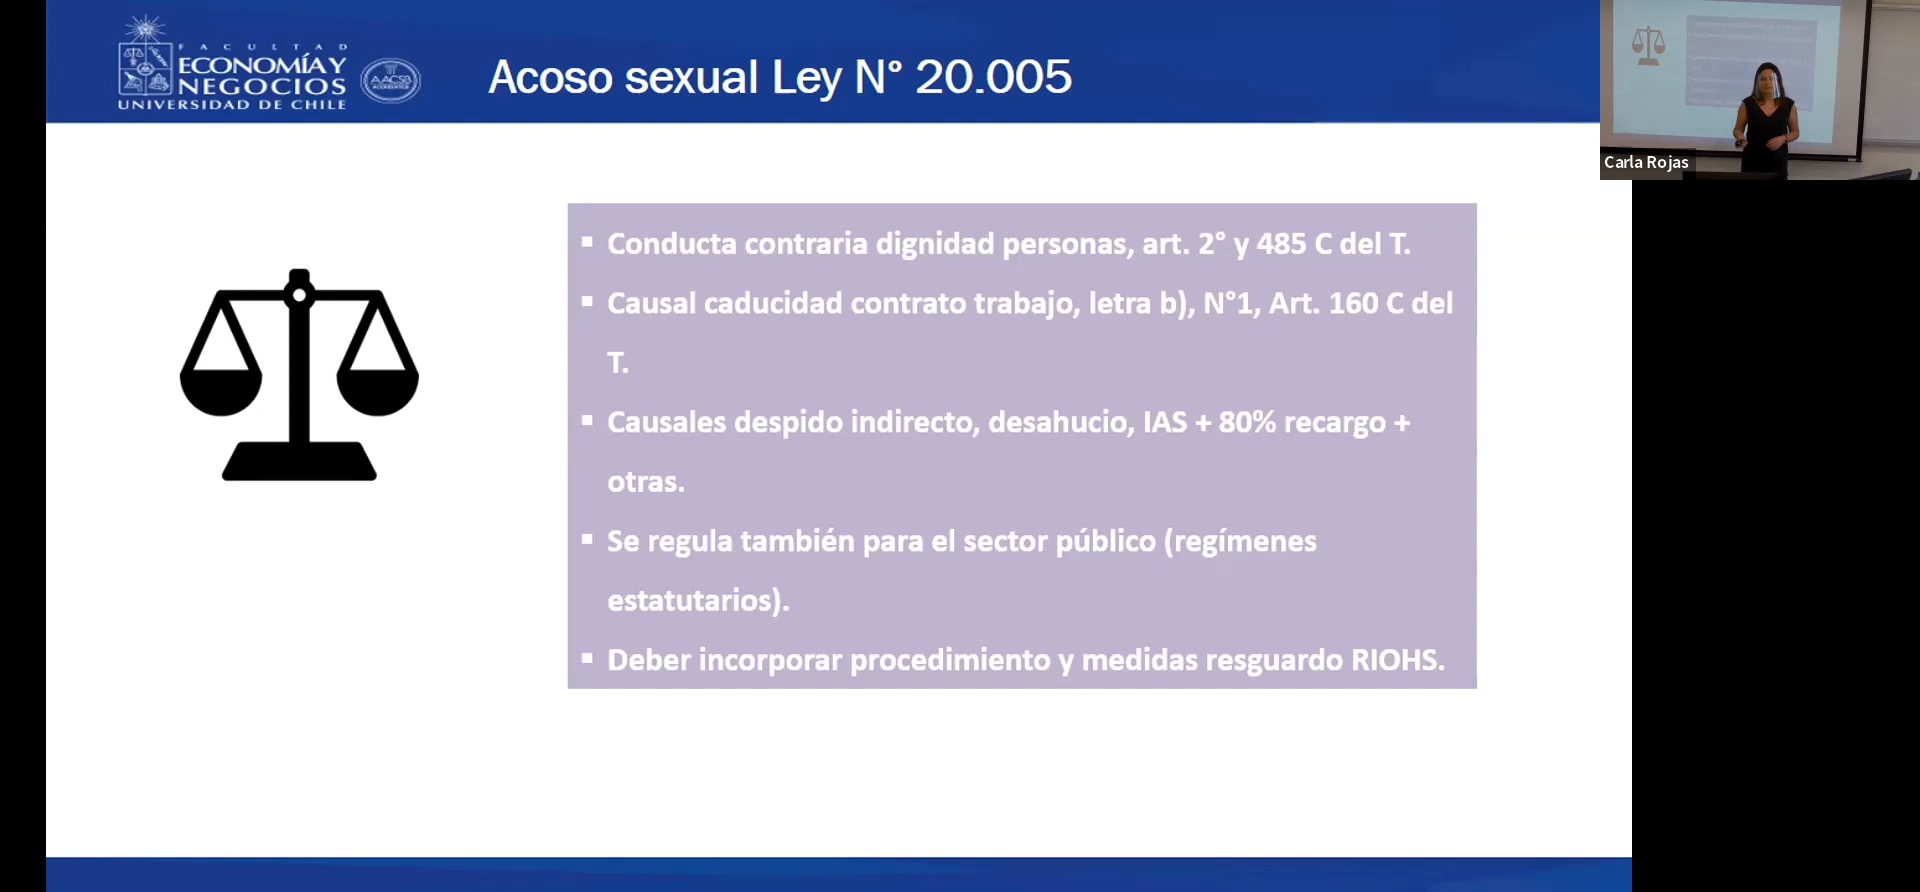 FACULTAD
ECONOMÍA Y
NEGOCIOS
UNIVERSIDAD DE CHILE
AACSB
ACCREDITED
Acoso sexual Ley N° 20.005
Carla Rojas
▪ Conducta contraria dignidad personas, art. 2° y 485 C del T.
▪ Causal caducidad contrato trabajo, letra b), N°1, Art. 160 C del
T.
▪ Causales despido indirecto, desahucio, IAS + 80% recargo +
otras.
▪ Se regula también para el sector público (regímenes
estatutarios).
▪ Deber incorporar procedimiento y medidas resguardo RIOHS.